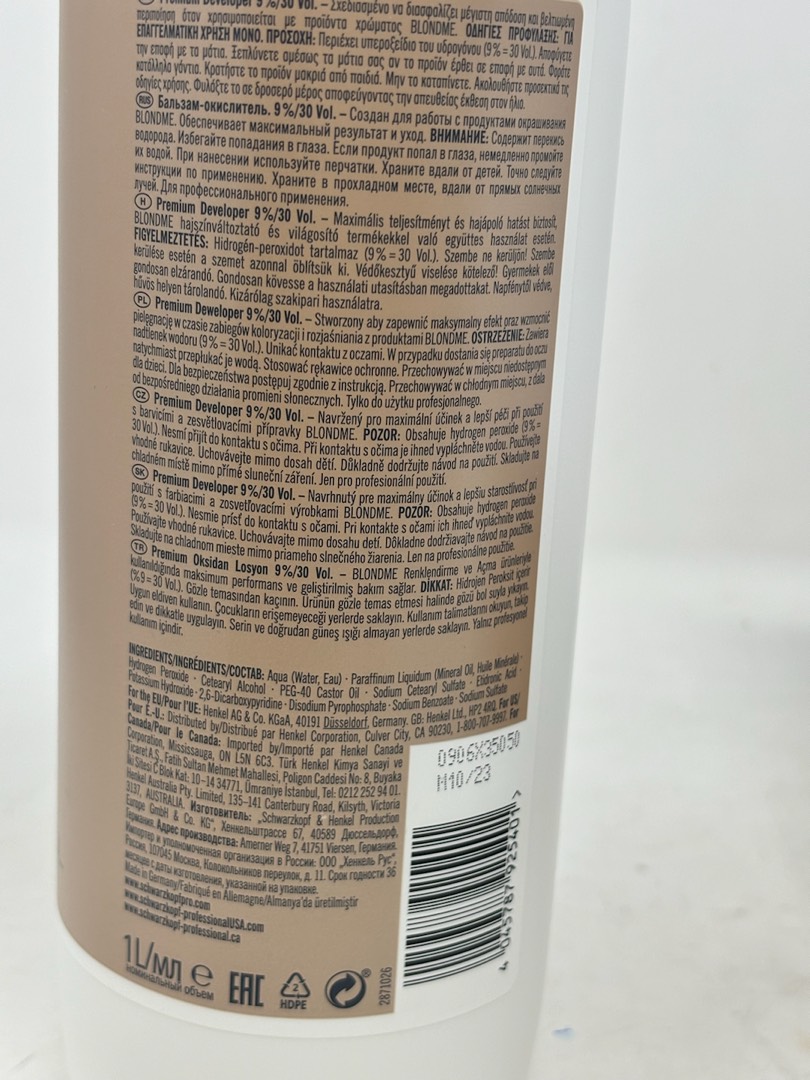 Premium Developer 9%/30 Vol. – Σχεδιασμένο να διασφαλίζει μέγιστη απόδοση και βελτιωμένη
περιποίηση όταν χρησιμοποιείται με προϊόντα χρώματος BLONDME. ΟΔΗΓΙΕΣ ΠΡΟΦΥΛΑΞΗΣ: ΓΙΑ
ΕΠΑΓΓΕΛΜΑΤΙΚΗ ΧΡΗΣΗ ΜΟΝΟ. ΠΡΟΣΟΧΗ: Περιέχει υπεροξείδιο του υδρογόνου (9% = 30 Vol.). Αποφύγετε
την επαφή με τα μάτια. Ξεπλύνετε αμέσως τα μάτια σας αν το προϊόν έρθει σε επαφή με αυτά. Φοράτε
κατάλληλα γάντια. Κρατήστε το προϊόν μακριά από παιδιά. Μην το καταπίνετε. Ακολουθήστε προσεκτικά τις
οδηγίες χρήσης. Φυλάξτε το σε δροσερό μέρος αποφεύγοντας την απευθείας έκθεση στον ήλιο.
RUS Бальзам-окислитель. 9%/30 Vol. – Создан для работы с продуктами окрашивания
BLONDME. Обеспечивает максимальный результат и уход. ВНИМАНИЕ: Содержит перекись
водорода. Избегайте попадания в глаза. Если продукт попал в глаза, немедленно промойте
их водой. При нанесении используйте перчатки. Храните вдали от детей. Точно следуйте
инструкции по применению. Храните в прохладном месте, вдали от прямых солнечных
лучей. Для профессионального применения.
H Premium Developer 9%/30 Vol. – Maximális teljesítményt és hajápoló hatást biztosít,
BLONDME hajszínváltoztató és világosító termékekkel való együttes használat esetén.
FIGYELMEZTETÉS: Hidrogén-peroxidot tartalmaz (9% = 30 Vol.). Szembe ne kerüljön! Szembe
kerülése esetén a szemet azonnal öblítsük ki. Védőkesztyű viselése kötelező! Gyermekek elől
gondosan elzárandó. Gondosan kövesse a használati utasításban megadottakat. Napfénytől védve,
hűvös helyen tárolandó. Kizárólag szakipari használatra.
PL Premium Deweloper 9%/30 Vol. – Stworzony aby zapewnić maksymalny efekt oraz wzmocnić
pielęgnację w czasie zabiegów koloryzacji i rozjaśniania z produktami BLONDME. OSTRZEŻENIE: Zawiera
nadtlenek wodoru (9% = 30 Vol.). Unikać kontaktu z oczami. W przypadku dostania się preparatu do oczu
natychmiast przepłukać je wodą. Stosować rękawice ochronne. Przechowywać w miejscu niedostępnym
dla dzieci. Dla bezpieczeństwa postępuj zgodnie z instrukcją. Przechowywać w chłodnym miejscu, z dala
od bezpośredniego działania promieni słonecznych. Tylko do użytku profesjonalnego.
CZ Premium Developer 9%/30 Vol. – Navržený pro maximální účinek a lepší péči při použití
s barvicími a zesvětlovacími přípravky BLONDME. POZOR: Obsahuje hydrogen peroxide (9% =
30 Vol.). Nesmí přijít do kontaktu s očima. Při kontaktu s očima je ihned vypláchněte vodou. Používejte
vhodné rukavice. Uchovávejte mimo dosah dětí. Důkladně dodržujte návod na použití. Skladujte na
chladném místě mimo přímé sluneční záření. Jen pro profesionální použití.
SK Premium Developer 9%/30 Vol. – Navrhnutý pre maximálny účinok a lepšiu starostlivosť pri
použití s farbiacimi a zosvetľovacími výrobkami BLONDME. POZOR: Obsahuje hydrogen peroxide
(9% = 30 Vol.). Nesmie prísť do kontaktu s očami. Pri kontakte s očami ich ihneď vypláchnite vodou.
Používajte vhodné rukavice. Uchovávajte mimo dosahu detí. Dôkladne dodržiavajte návod na použitie.
Skladujte na chladnom mieste mimo priameho slnečného žiarenia. Len na profesionálne použitie.
TR Premium Oksidan Losyon 9%/30 Vol. – BLONDME Renklendirme ve Açma ürünleriyle
kullanıldığında maksimum performans ve geliştirilmiş bakım sağlar. DİKKAT: Hidrojen Peroksit içerir
(%9 = 30 Vol.). Gözle temasından kaçının. Ürünün gözle temas etmesi halinde gözü bol suyla yıkayın.
Uygun eldiven kullanın. Çocukların erişemeyeceği yerlerde saklayın. Kullanım talimatlarını okuyun, takip
edin ve dikkatle uygulayın. Serin ve doğrudan güneş ışığı almayan yerlerde saklayın. Yalnız profesyonel
kullanım içindir.
INGREDIENTS/INGRÉDIENTS/СОСТАВ: Aqua (Water, Eau) · Paraffinum Liquidum (Mineral Oil, Huile Minérale) ·
Hydrogen Peroxide · Cetearyl Alcohol · PEG-40 Castor Oil · Sodium Cetearyl Sulfate · Etidronic Acid ·
Potassium Hydroxide · 2,6-Dicarboxypyridine · Disodium Pyrophosphate · Sodium Benzoate · Sodium Sulfate
For the EU/Pour l'UE: Henkel AG & Co. KGaA, 40191 Düsseldorf, Germany. GB: Henkel Ltd., HP2 4RQ. For US/
Pour É.-U.: Distributed by/Distribué par Henkel Corporation, Culver City, CA 90230, 1-800-707-9997. For
Canada/Pour le Canada: Imported by/Importé par Henkel Canada
Corporation, Mississauga, ON L5N 6C3. Türk Henkel Kimya Sanayi ve
Ticaret A.S., Fatih Sultan Mehmet Mahallesi, Poligon Caddesi No: 8, Buyaka
İki Sitesi C Blok Kat: 10–14 34771, Ümraniye İstanbul, Tel: 0212 252 94 01.
Henkel Australia Pty. Limited, 135–141 Canterbury Road, Kilsyth, Victoria
3137, AUSTRALIA. Изготовитель: „Schwarzkopf & Henkel Production
Europe GmbH & Co. KG", Хенкельштрассе 67, 40589 Дюссельдорф,
Германия. Адрес производства: Amerner Weg 7, 41751 Viersen, Германия.
Импортер и уполномоченная организация в России: ООО „Хенкель Рус",
Россия, 107045 Москва, Колокольников переулок, д. 11. Срок годности 36
месяцев с даты изготовления, указанной на упаковке.
Made in Germany/Fabriqué en Allemagne/Almanya'da üretilmiştir
www.schwarzkopfpro.com
www.schwarzkopf-professionalUSA.com
www.schwarzkopf-professional.ca
0906X35050
M10/23
4 045787 925401 >
1L/мл e
номинальный объем
EAC
2
HDPE
®
2871026